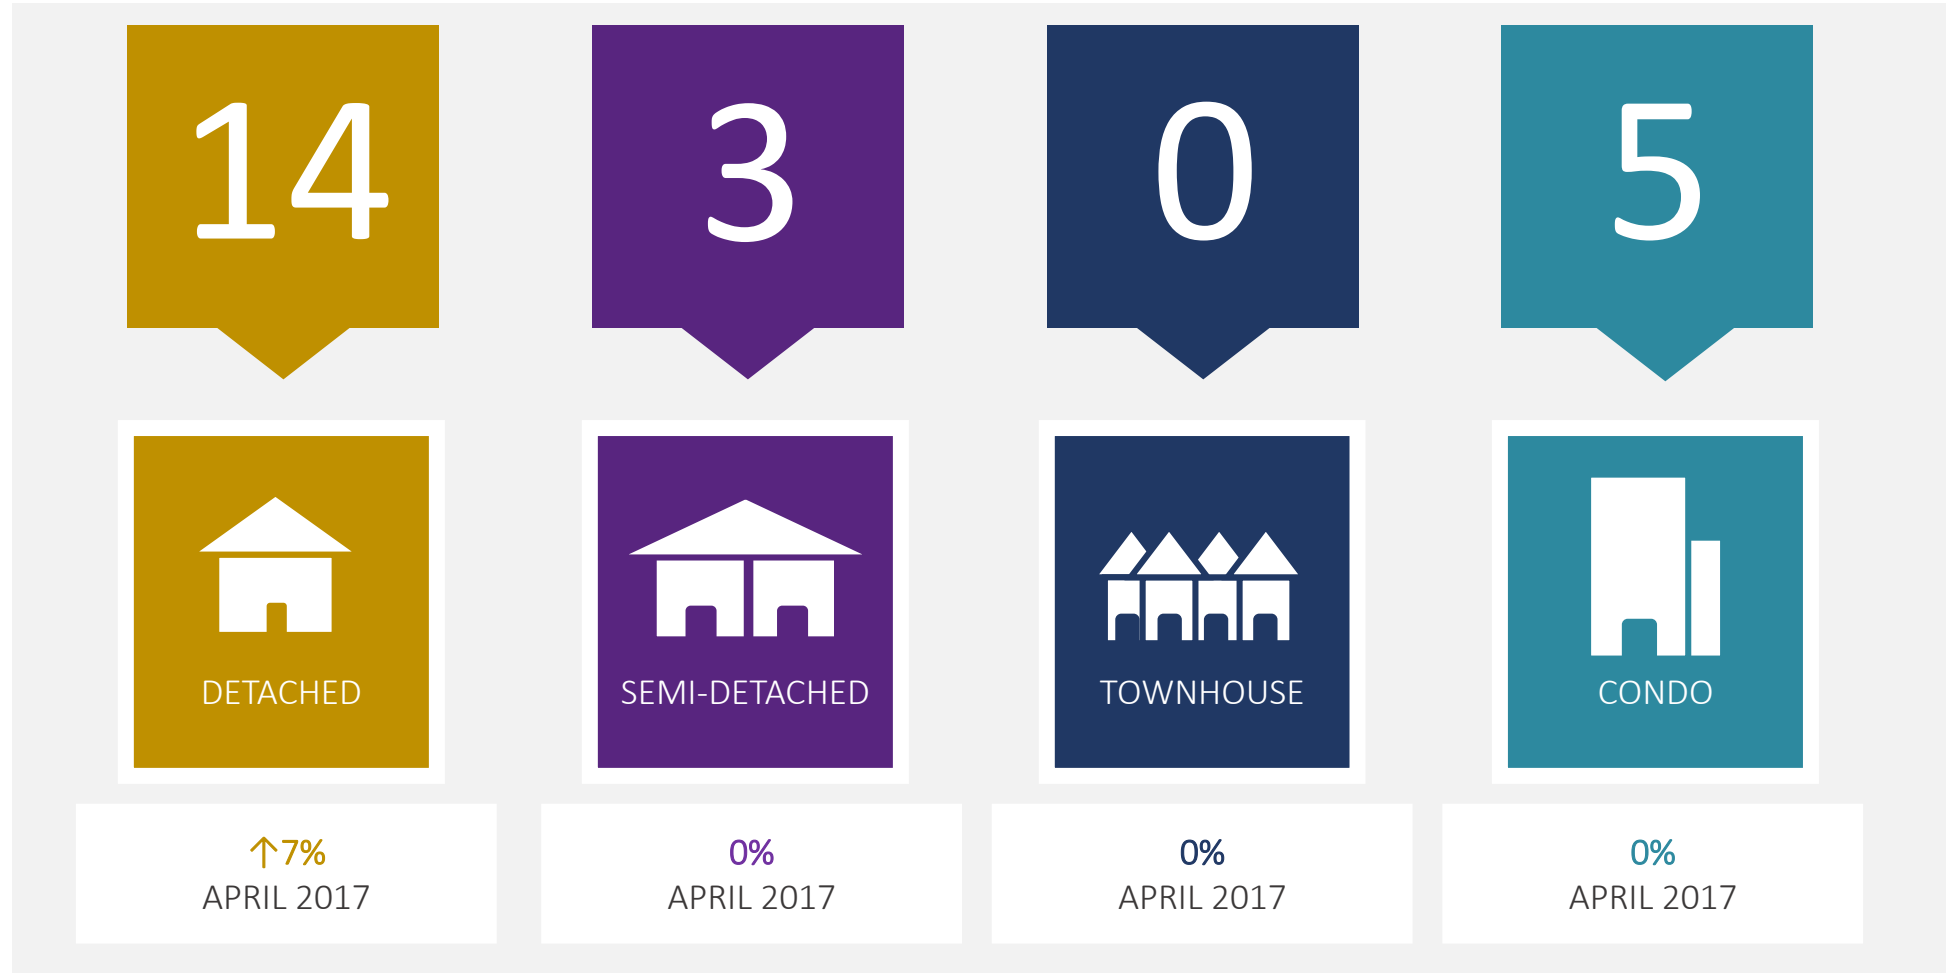 14
3
0
5
DETACHED
SEMI-DETACHED
TOWNHOUSE
CONDO
↑7%
APRIL 2017
0%
APRIL 2017
0%
APRIL 2017
0%
APRIL 2017